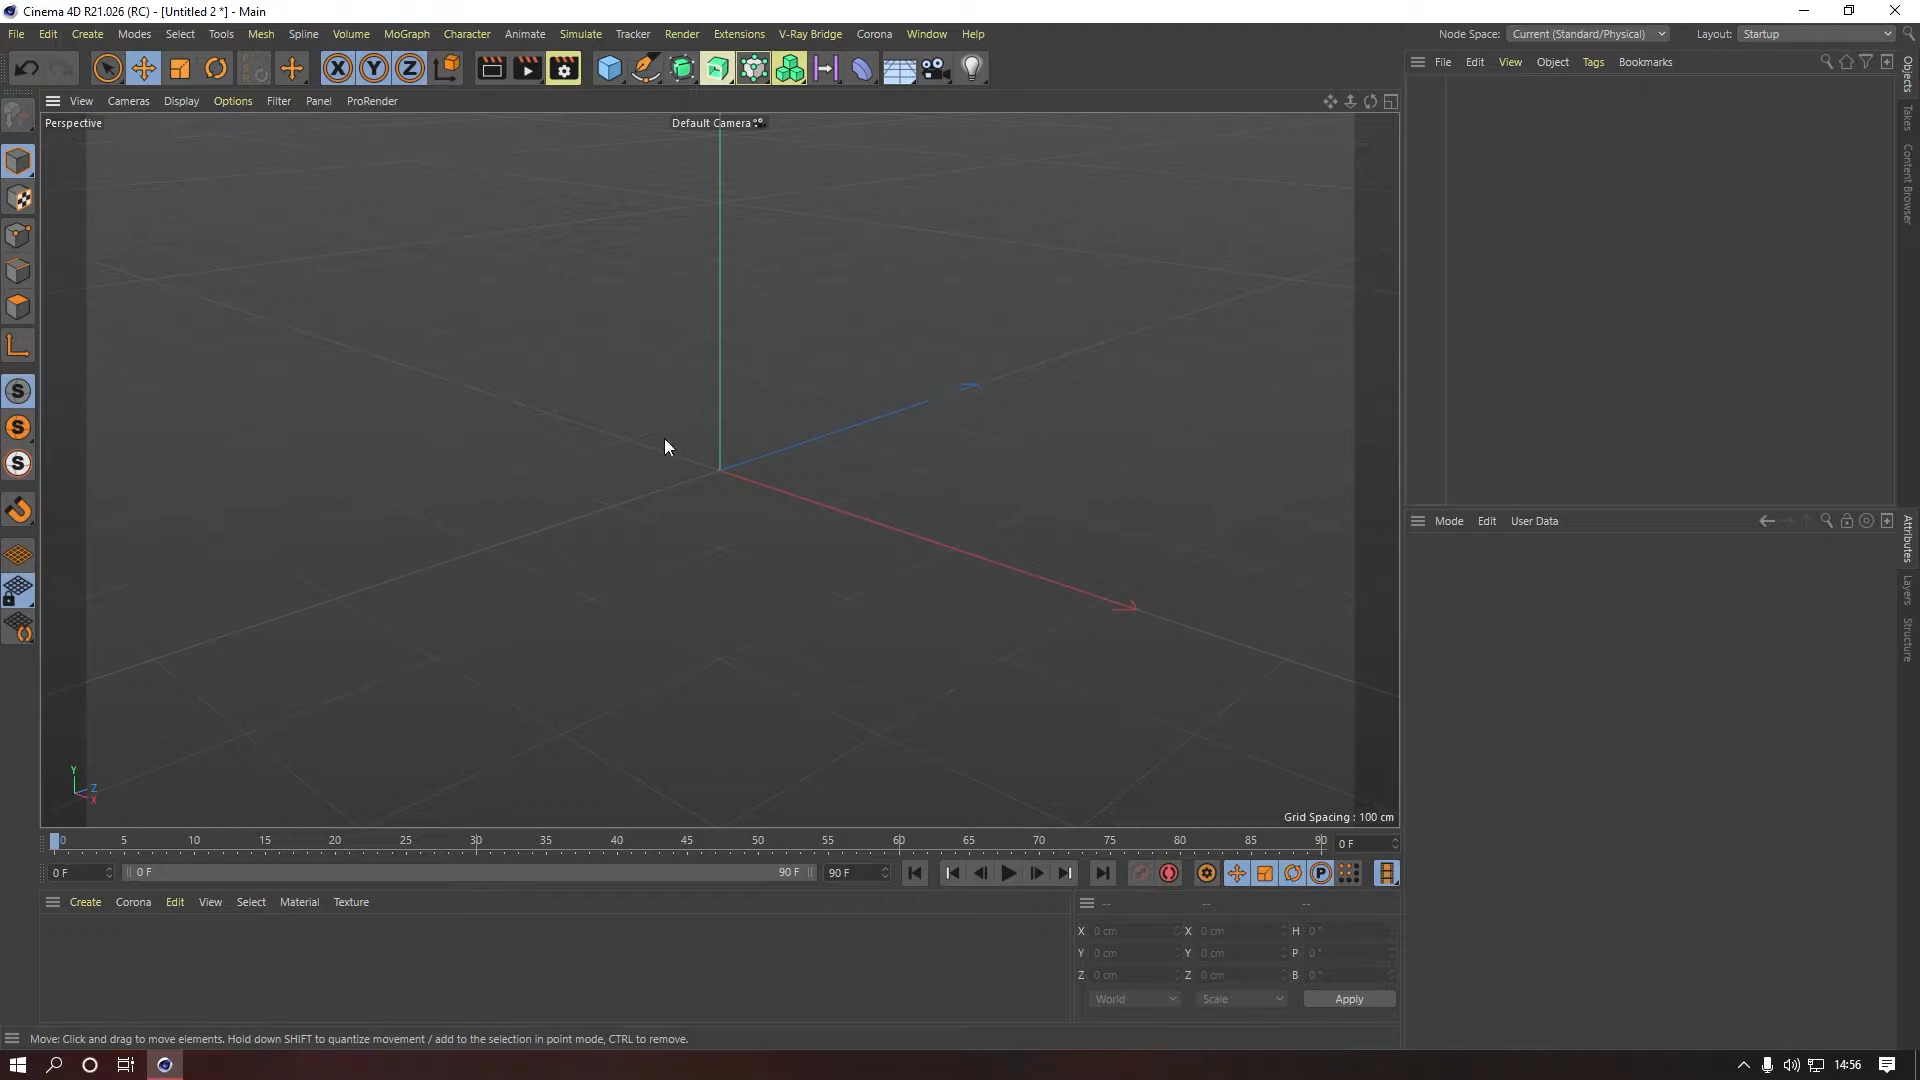 Cinema 4D R21.026 (RC) - [Untitled 2 *] - Main
File Edit Create Modes Select Tools Mesh Spline Volume MoGraph Character Animate Simulate Tracker Render Extensions V-Ray Bridge Corona Window Help Node Space: Current (Standard/Physical) Layout: Startup
X Y Z
File Edit View Object Tags Bookmarks
View Cameras Display Options Filter Panel ProRender
Perspective
Default Camera
Objects
Takes
Content Browser
S
S
S
Mode Edit User Data
Attributes
Layers
Structure
Y
Z
X
Grid Spacing : 100 cm
0 5 10 15 20 25 30 35 40 45 50 55 60 65 70 75 80 85 90 0 F
0 F 0 F 90 F 90 F P
Create Corona Edit View Select Material Texture
-- -- --
X 0 cm X 0 cm H 0 °
Y 0 cm Y 0 cm P 0 °
Z 0 cm Z 0 cm B 0 °
World Scale Apply
Move: Click and drag to move elements. Hold down SHIFT to quantize movement / add to the selection in point mode, CTRL to remove.
14:56